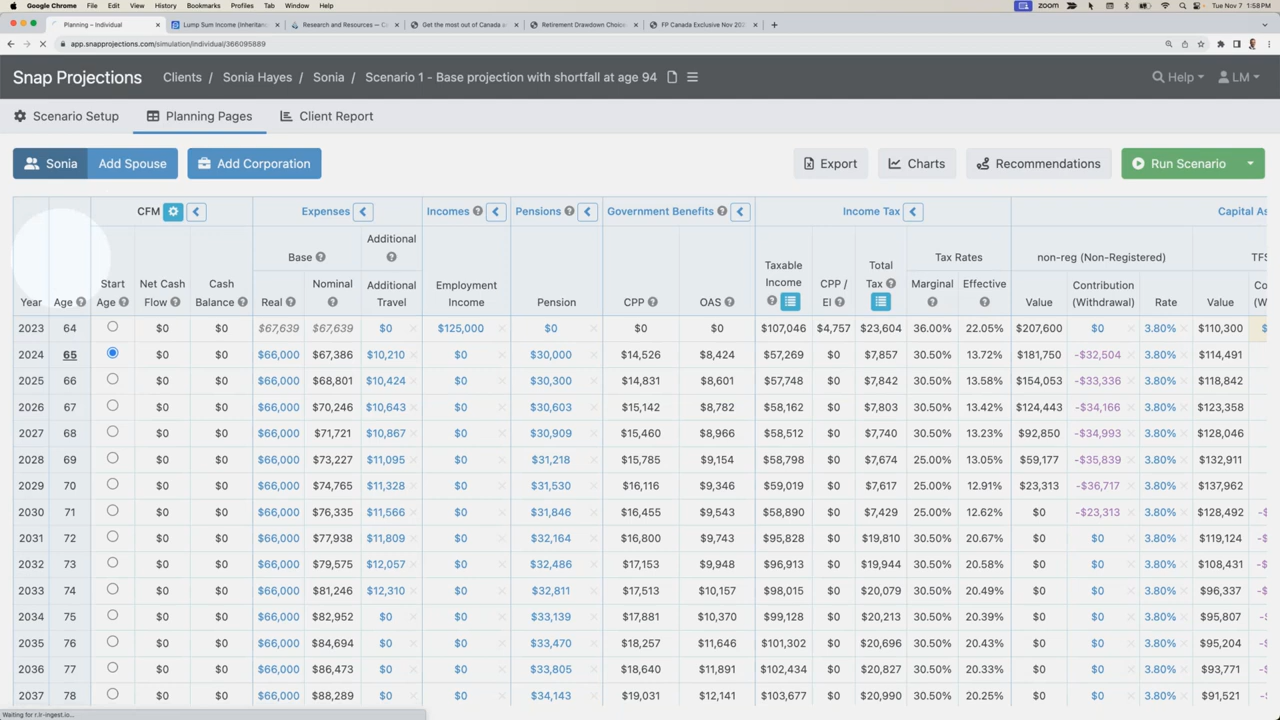 Google Chrome File Edit View History Bookmarks Profiles Tab Window Help zoom Tue Nov 7 1:58 PM
Planning – Individual Lump Sum Income (Inheritan Research and Resources — C Get the most out of Canada Retirement Drawdown Choice FP Canada Exclusive Nov 202
app.snapprojections.com/simulation/individual/366095889
Snap Projections Clients / Sonia Hayes / Sonia / Scenario 1 - Base projection with shortfall at age 94 Help LM
Scenario Setup Planning Pages Client Report
Sonia Add Spouse Add Corporation Export Charts Recommendations Run Scenario
CFM Expenses Incomes Pensions Government Benefits Income Tax Capital As
Additional
Base Tax Rates non-reg (Non-Registered) TFS
Taxable Total
Start Net Cash Cash Nominal Additional Employment Income CPP / Tax Marginal Effective Contribution Co
Year Age Age Flow Balance Real Travel Income Pension CPP OAS EI Value (Withdrawal) Rate Value (W
2023 64 $0 $0 $67,639 $67,639 $0 $125,000 $0 $0 $0 $107,046 $4,757 $23,604 36.00% 22.05% $207,600 $0 3.80% $110,300 $
2024 65 $0 $0 $66,000 $67,386 $10,210 $0 $30,000 $14,526 $8,424 $57,269 $0 $7,857 30.50% 13.72% $181,750 -$32,504 3.80% $114,491
2025 66 $0 $0 $66,000 $68,801 $10,424 $0 $30,300 $14,831 $8,601 $57,748 $0 $7,842 30.50% 13.58% $154,053 -$33,336 3.80% $118,842
2026 67 $0 $0 $66,000 $70,246 $10,643 $0 $30,603 $15,142 $8,782 $58,162 $0 $7,803 30.50% 13.42% $124,443 -$34,166 3.80% $123,358
2027 68 $0 $0 $66,000 $71,721 $10,867 $0 $30,909 $15,460 $8,966 $58,512 $0 $7,740 30.50% 13.23% $92,850 -$34,993 3.80% $128,046
2028 69 $0 $0 $66,000 $73,227 $11,095 $0 $31,218 $15,785 $9,154 $58,798 $0 $7,674 25.00% 13.05% $59,177 -$35,839 3.80% $132,911
2029 70 $0 $0 $66,000 $74,765 $11,328 $0 $31,530 $16,116 $9,346 $59,019 $0 $7,617 25.00% 12.91% $23,313 -$36,717 3.80% $137,962
2030 71 $0 $0 $66,000 $76,335 $11,566 $0 $31,846 $16,455 $9,543 $58,890 $0 $7,429 25.00% 12.62% $0 -$23,313 3.80% $128,492 -$
2031 72 $0 $0 $66,000 $77,938 $11,809 $0 $32,164 $16,800 $9,743 $95,828 $0 $19,810 30.50% 20.67% $0 $0 3.80% $119,124 -$
2032 73 $0 $0 $66,000 $79,575 $12,057 $0 $32,486 $17,153 $9,948 $96,913 $0 $19,944 30.50% 20.58% $0 $0 3.80% $108,431 -$
2033 74 $0 $0 $66,000 $81,246 $12,310 $0 $32,811 $17,513 $10,157 $98,015 $0 $20,079 30.50% 20.49% $0 $0 3.80% $96,337 -$
2034 75 $0 $0 $66,000 $82,952 $0 $0 $33,139 $17,881 $10,370 $99,128 $0 $20,213 30.50% 20.39% $0 $0 3.80% $95,807 -$
2035 76 $0 $0 $66,000 $84,694 $0 $0 $33,470 $18,257 $11,646 $101,302 $0 $20,696 30.50% 20.43% $0 $0 3.80% $95,204 -$
2036 77 $0 $0 $66,000 $86,473 $0 $0 $33,805 $18,640 $11,891 $102,434 $0 $20,827 30.50% 20.33% $0 $0 3.80% $93,771 -$
2037 78 $0 $0 $66,000 $88,289 $0 $0 $34,143 $19,031 $12,141 $103,677 $0 $20,990 30.50% 20.25% $0 $0 3.80% $91,521 -$
Waiting for r.lr-ingest.io...